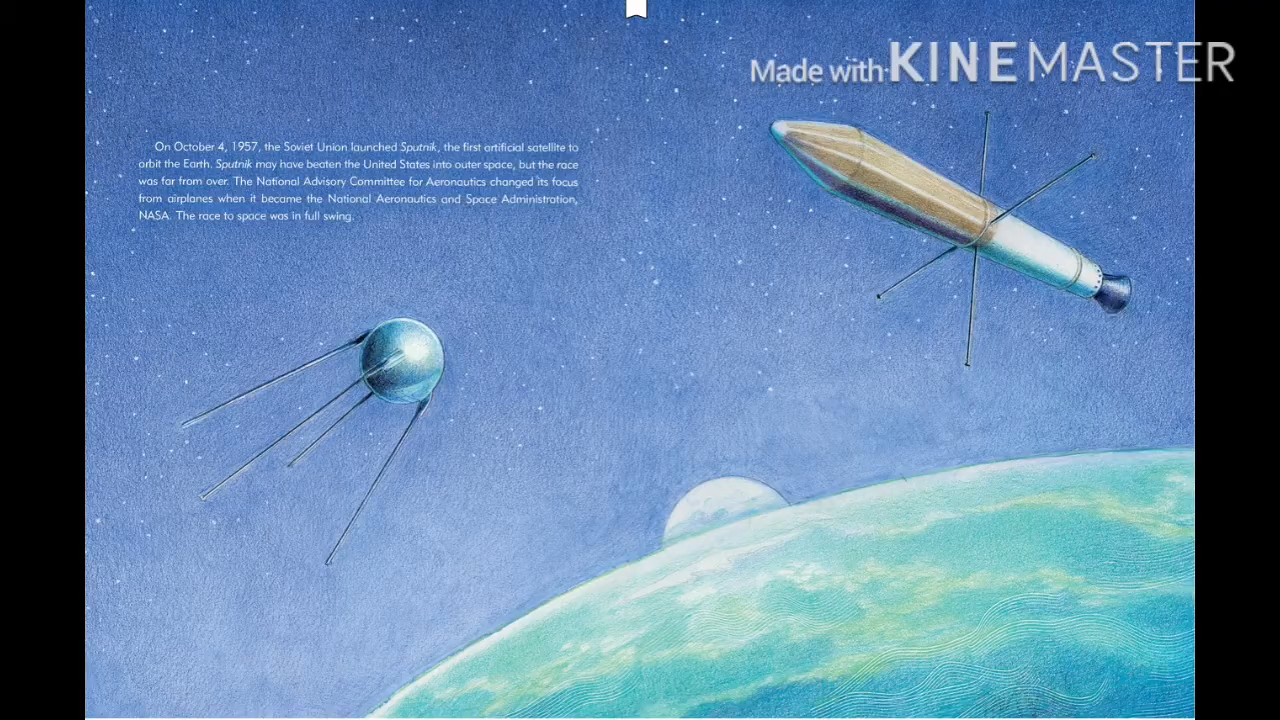 Made with KINEMASTER
On October 4, 1957, the Soviet Union launched Sputnik, the first artificial satellite to
orbit the Earth. Sputnik may have beaten the United States into outer space, but the race
was far from over. The National Advisory Committee for Aeronautics changed its focus
from airplanes when it became the National Aeronautics and Space Administration,
NASA. The race to space was in full swing.